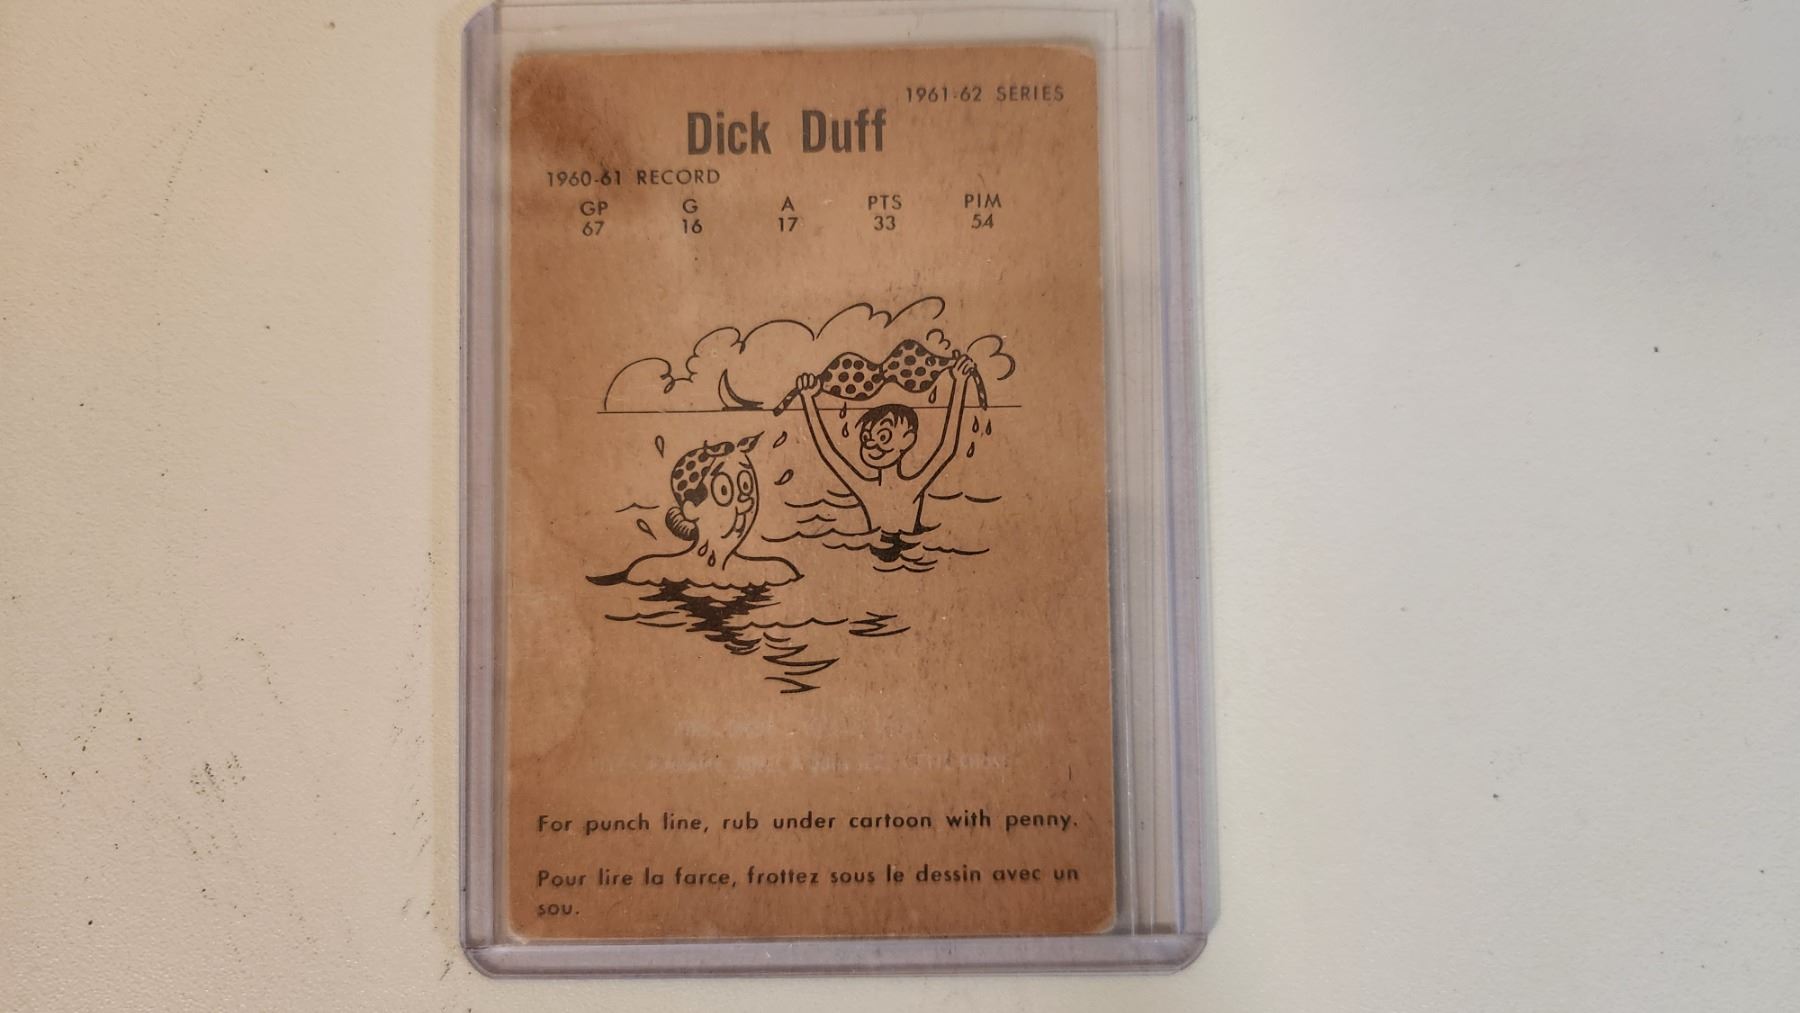 1961-62 SERIES
Dick Duff
1960-61 RECORD
GP G A PTS PIM
67 16 17 33 54
For punch line, rub under cartoon with penny.
Pour lire la farce, frottez sous le dessin avec un
sou.